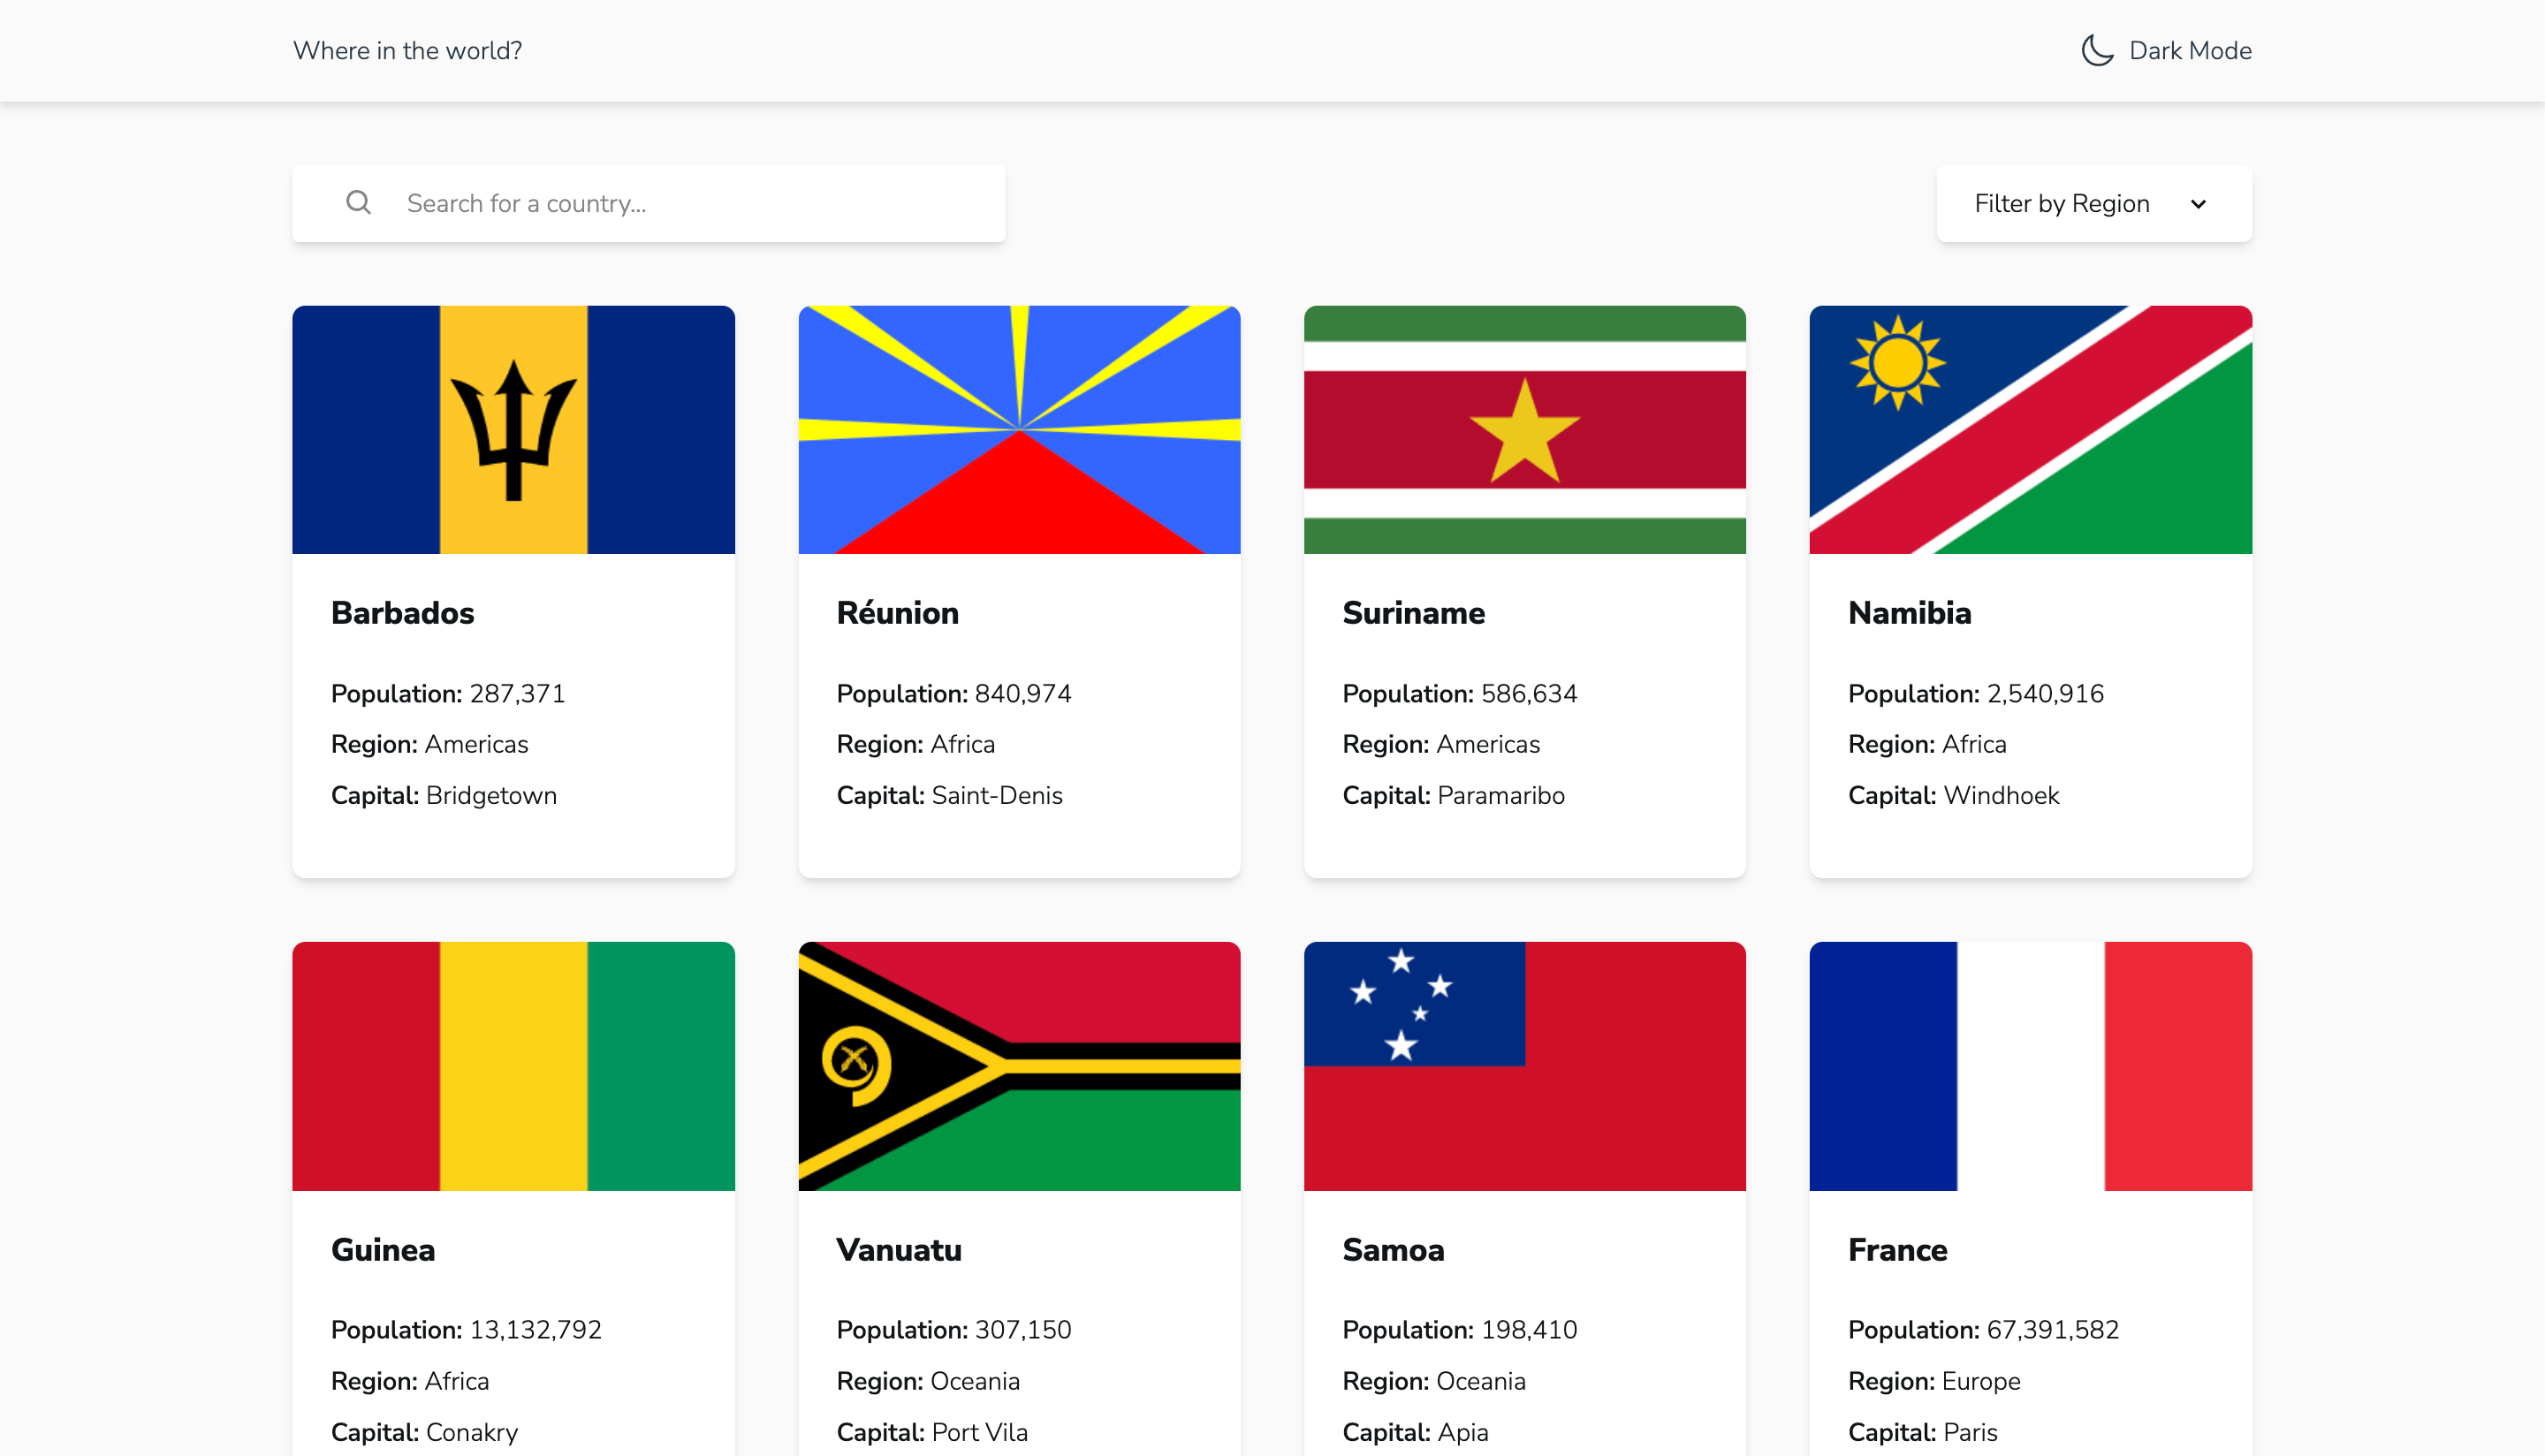 Where in the world?
Dark Mode
Search for a country...
Filter by Region
Barbados
Population: 287,371
Region: Americas
Capital: Bridgetown
Réunion
Population: 840,974
Region: Africa
Capital: Saint-Denis
Suriname
Population: 586,634
Region: Americas
Capital: Paramaribo
Namibia
Population: 2,540,916
Region: Africa
Capital: Windhoek
Guinea
Population: 13,132,792
Region: Africa
Capital: Conakry
Vanuatu
Population: 307,150
Region: Oceania
Capital: Port Vila
Samoa
Population: 198,410
Region: Oceania
Capital: Apia
France
Population: 67,391,582
Region: Europe
Capital: Paris